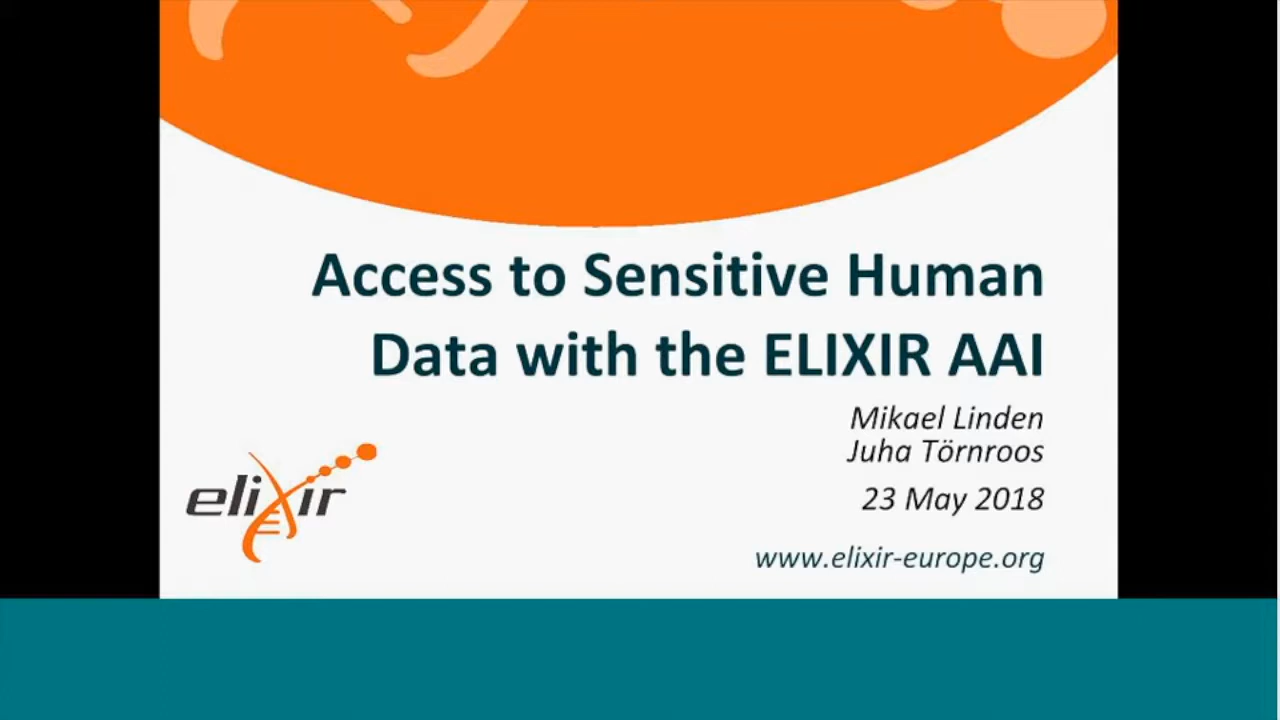 Access to Sensitive Human
Data with the ELIXIR AAI
Mikael Linden
Juha Törnroos
23 May 2018
elixir
www.elixir-europe.org